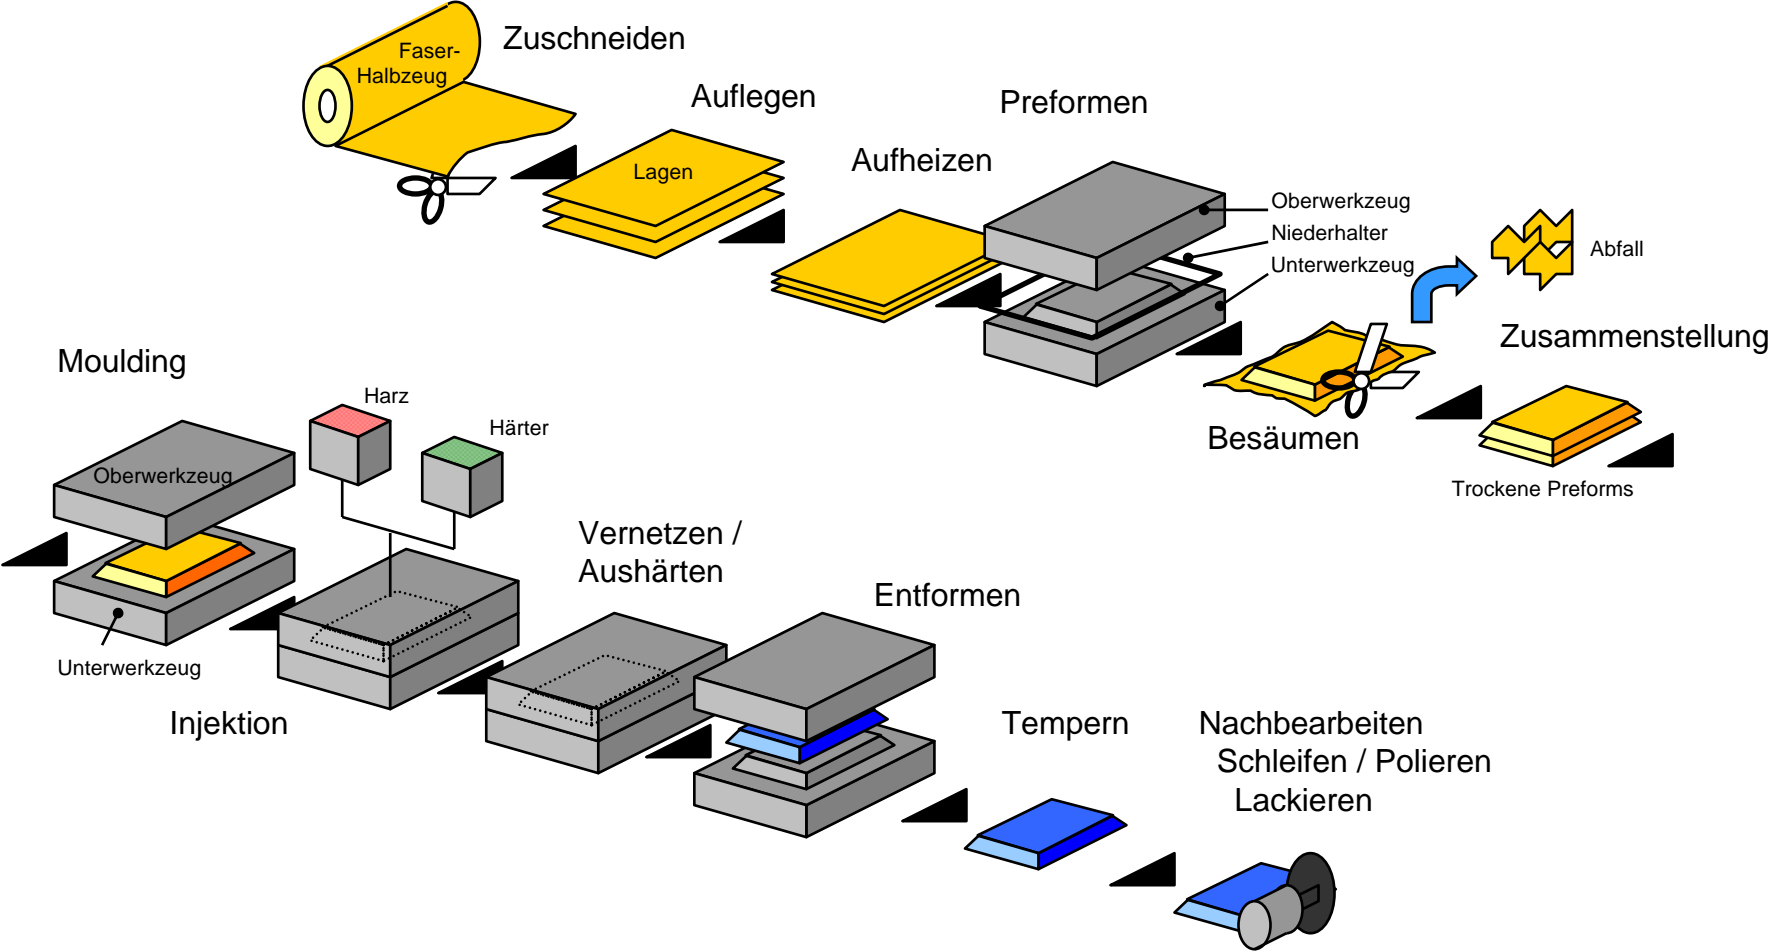 Zuschneiden
Faser-
Halbzeug
Auflegen
Lagen
Aufheizen
Preformen
Oberwerkzeug
Niederhalter
Unterwerkzeug
Abfall
Besäumen
Zusammenstellung
Trockene Preforms
Moulding
Oberwerkzeug
Unterwerkzeug
Harz
Härter
Injektion
Vernetzen /
Aushärten
Entformen
Tempern
Nachbearbeiten
Schleifen / Polieren
Lackieren